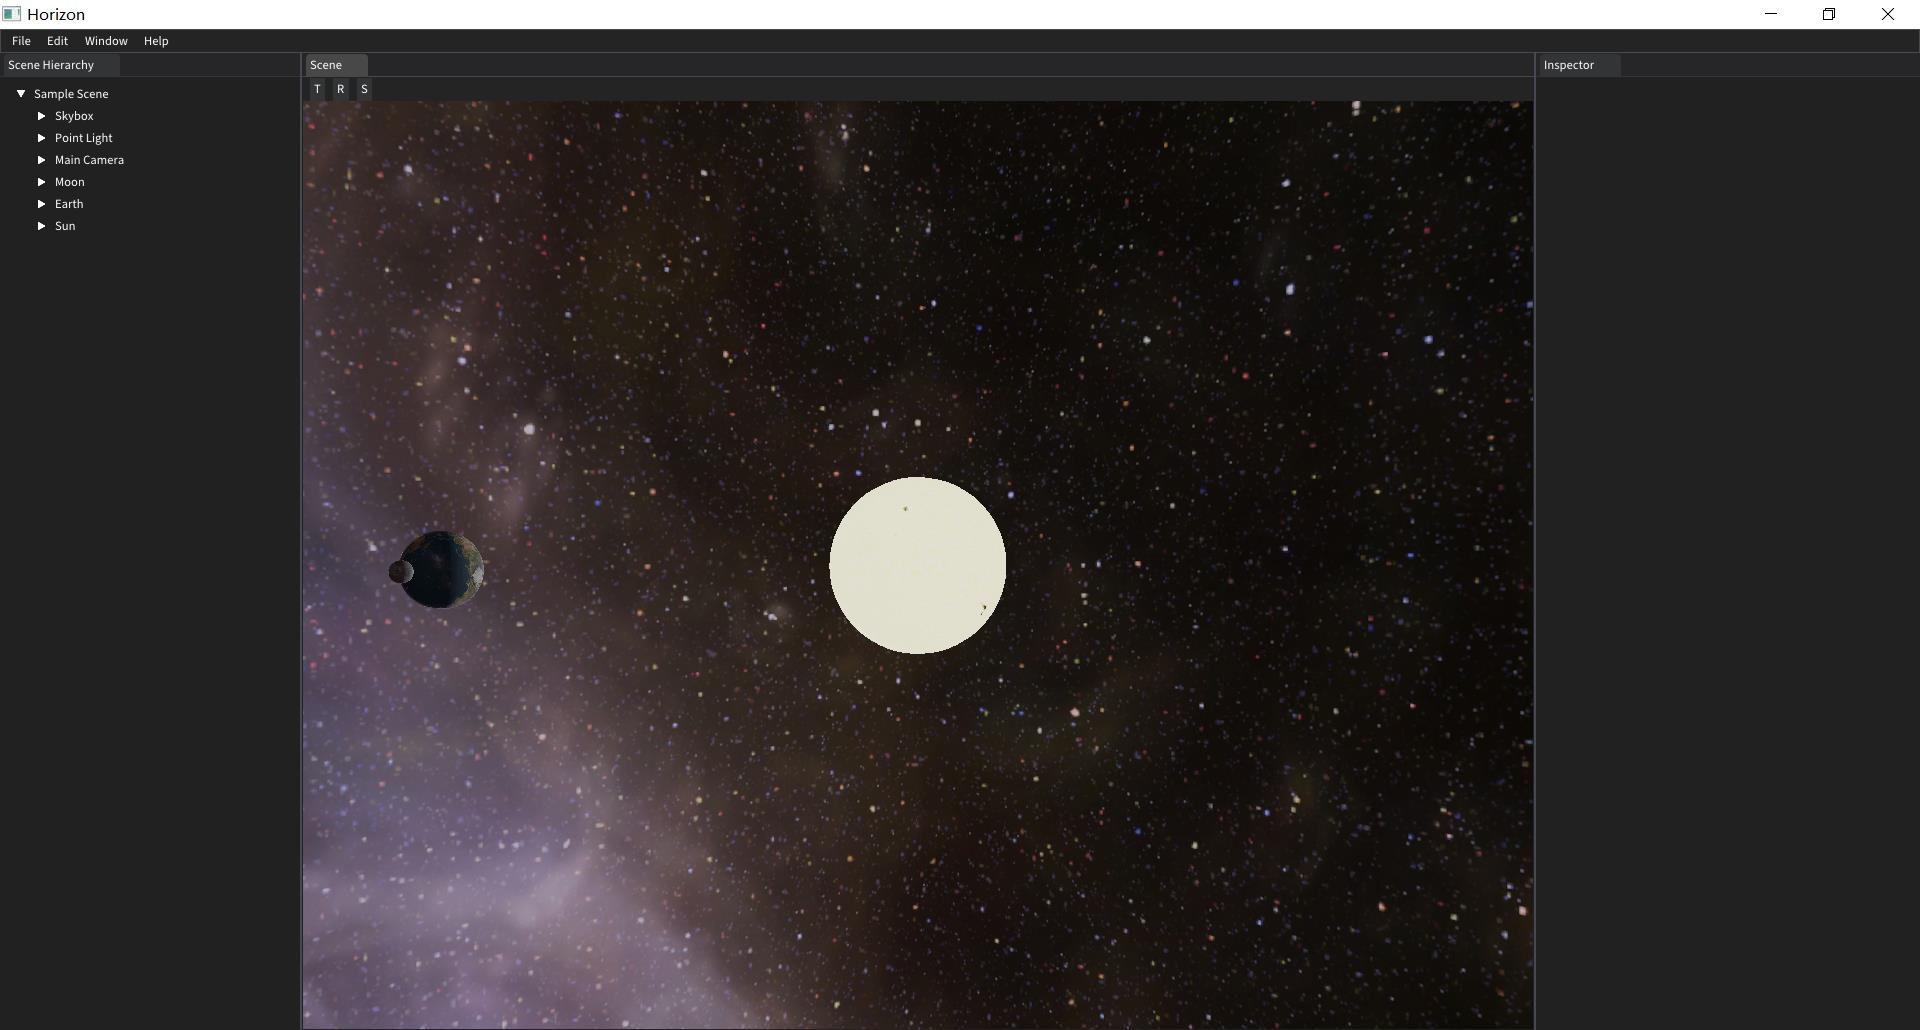 Horizon
File Edit Window Help
Scene Hierarchy
Scene
Inspector
T R S
Sample Scene
Skybox
Point Light
Main Camera
Moon
Earth
Sun